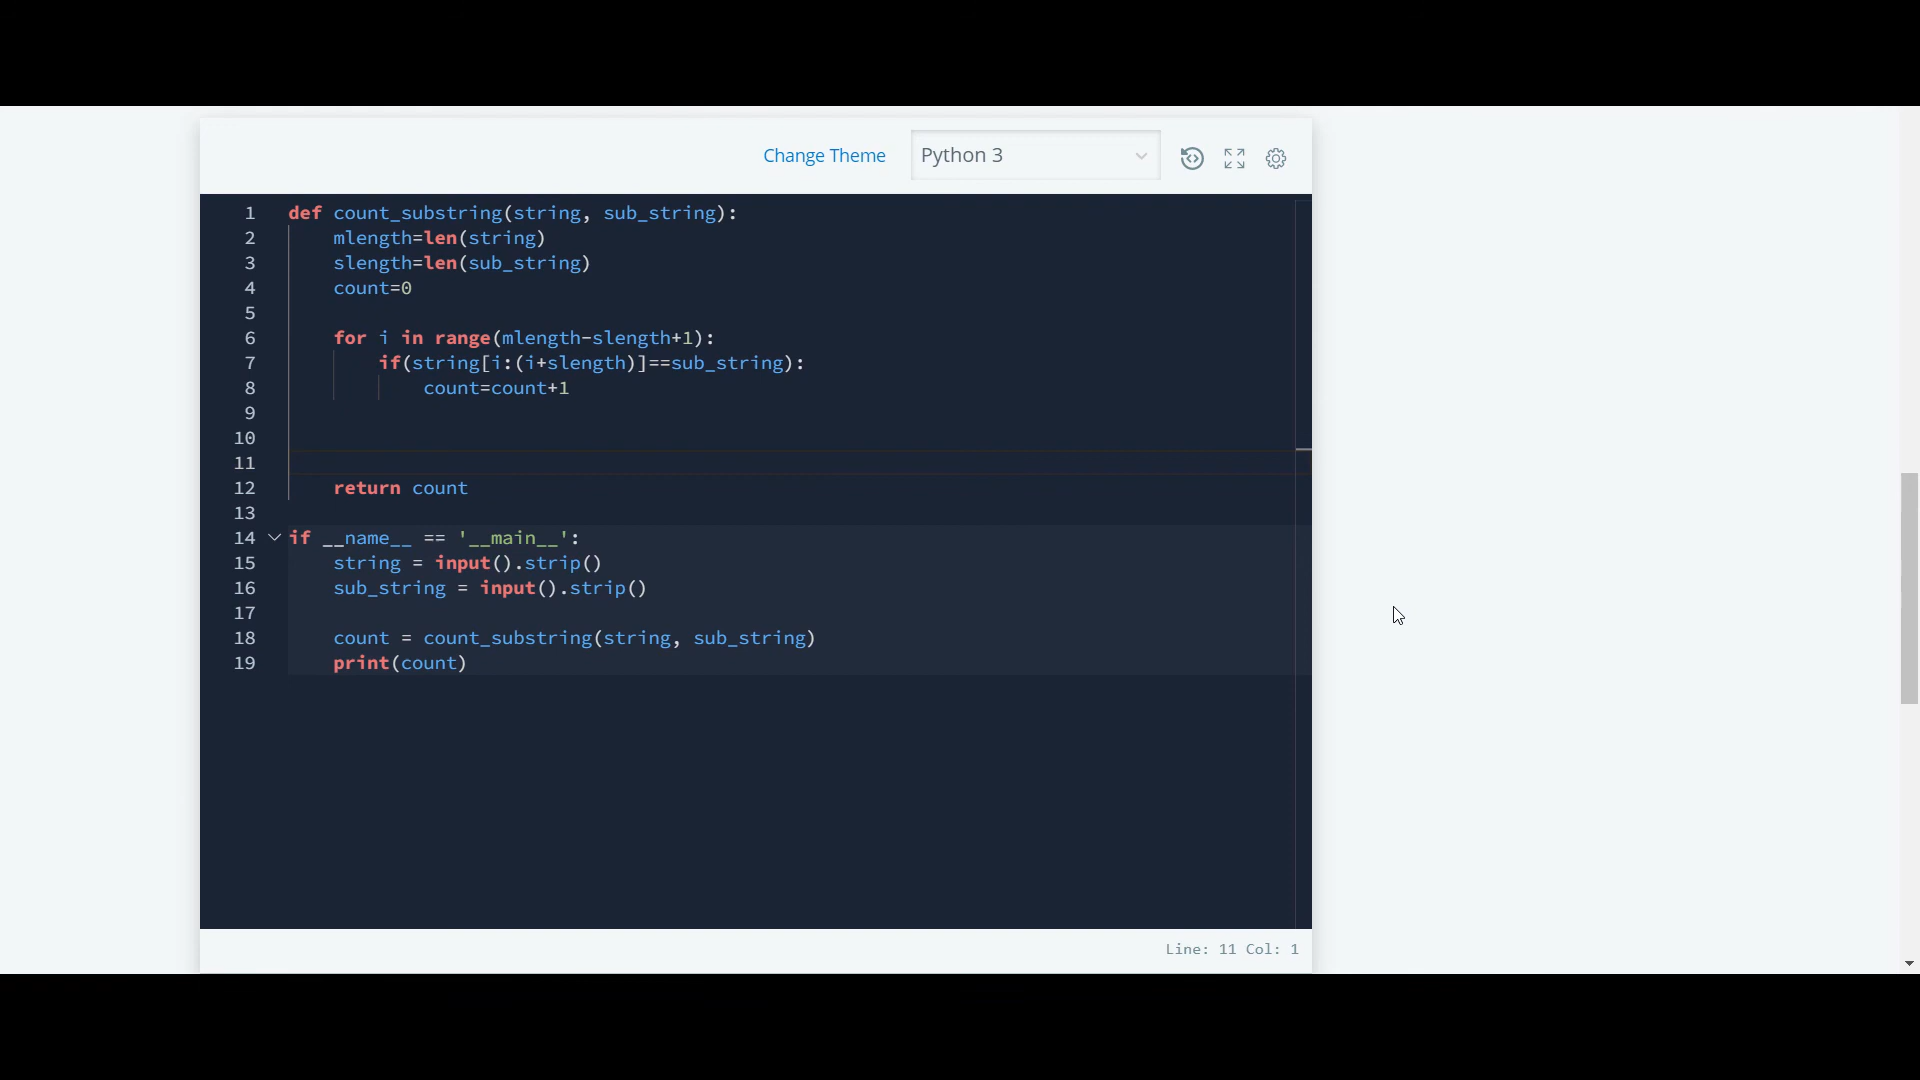 Change Theme Python 3
1 def count_substring(string, sub_string):
2     mlength=len(string)
3     slength=len(sub_string)
4     count=0
5
6     for i in range(mlength-slength+1):
7         if(string[i:(i+slength)]==sub_string):
8             count=count+1
9
10
11
12     return count
13
14 if __name__ == '__main__':
15     string = input().strip()
16     sub_string = input().strip()
17
18     count = count_substring(string, sub_string)
19     print(count)
Line: 11 Col: 1